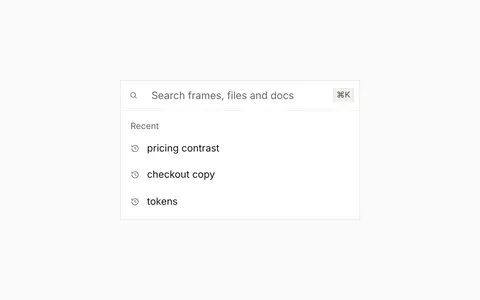 Search frames, files and docs ⌘K
Recent
pricing contrast
checkout copy
tokens